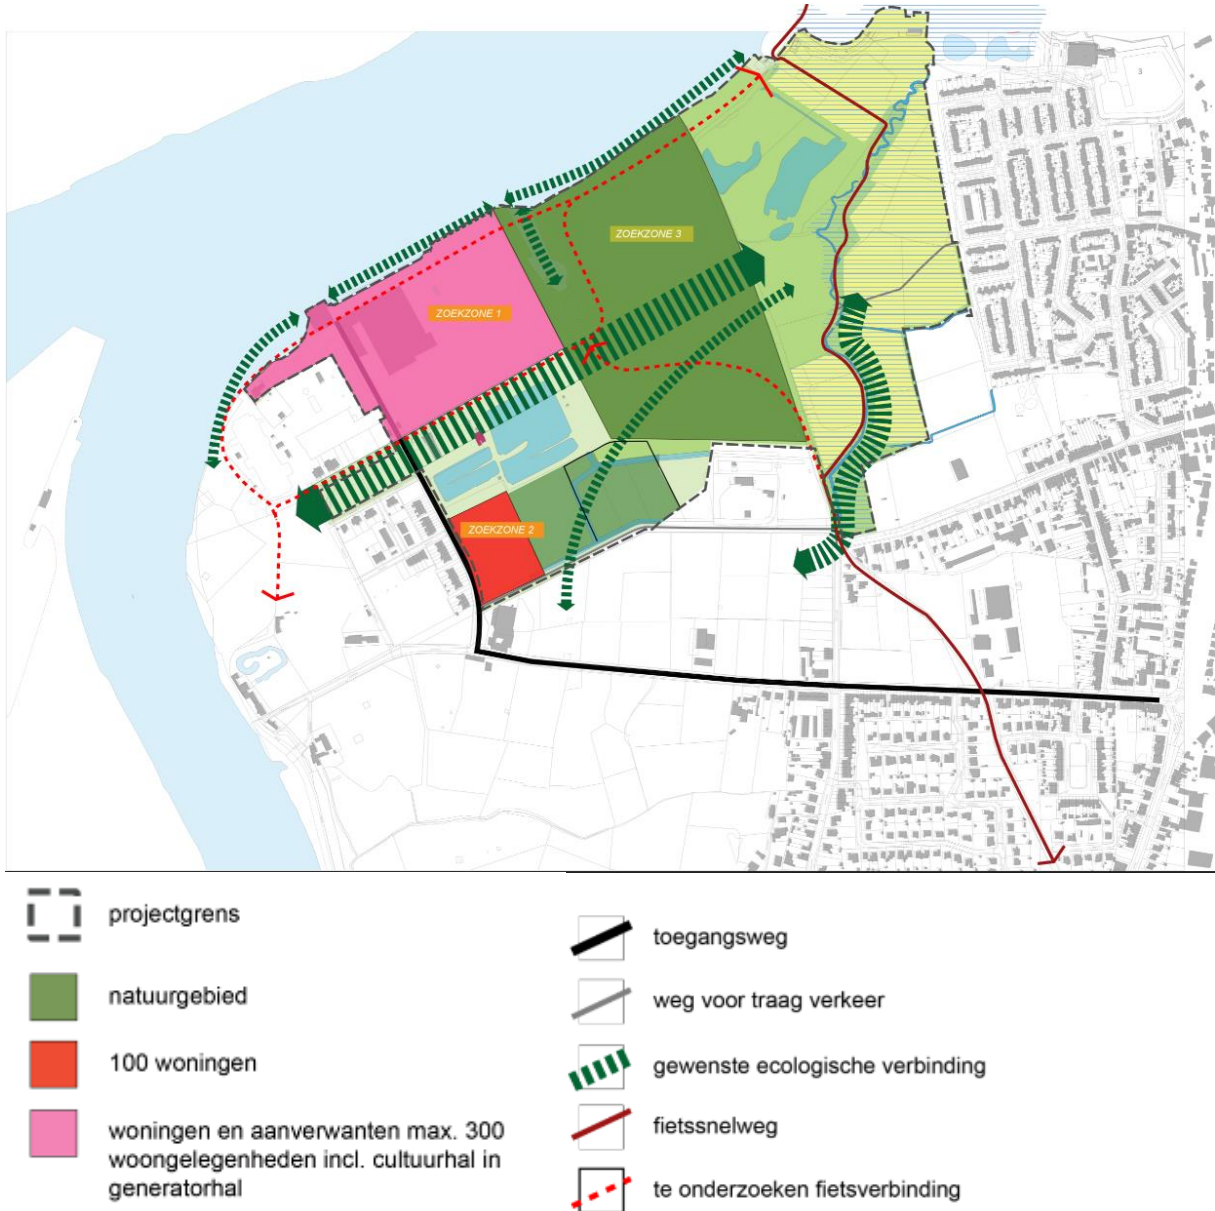 ZOEKZONE 3
ZOEKZONE 1
ZOEKZONE 2
3
projectgrens
natuurgebied
100 woningen
woningen en aanverwanten max. 300
woongelegenheden incl. cultuurhal in
generatorhal
toegangsweg
weg voor traag verkeer
gewenste ecologische verbinding
fietssnelweg
te onderzoeken fietsverbinding